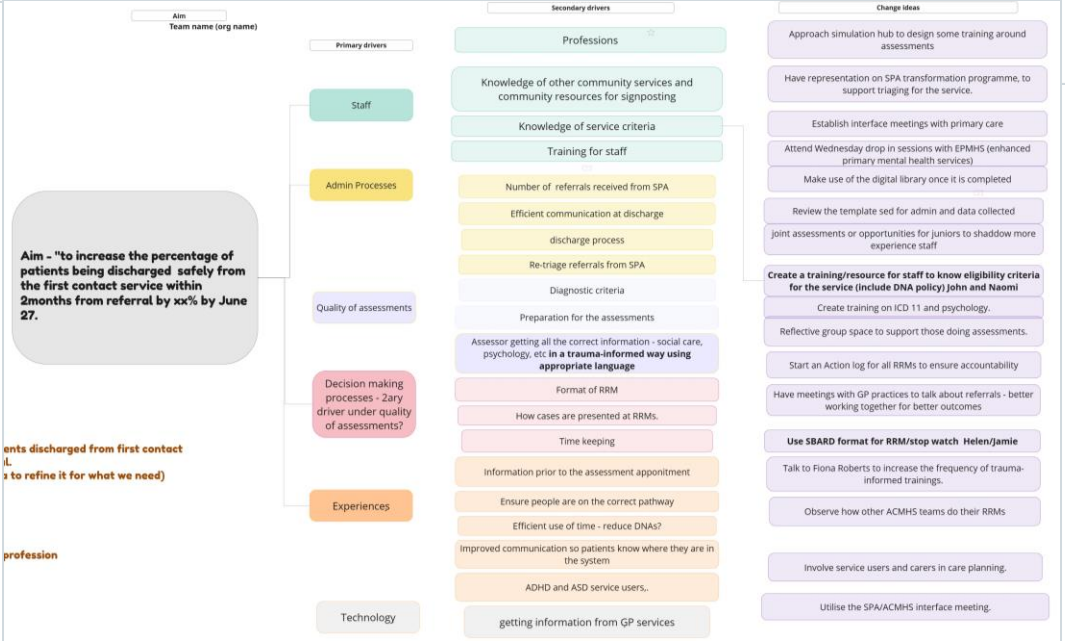 Aim
Team name (org name)
Aim - "to increase the percentage of
patients being discharged safely from
the first contact service within
2months from referral by xx% by June
27.
ents discharged from first contact
l.
a to refine it for what we need)
profession
Primary drivers
Staff
Admin Processes
Quality of assessments
Decision making
processes - 2ary
driver under quality
of assessments?
Experiences
Technology
Secondary drivers
Professions
Knowledge of other community services and
community resources for signposting
Knowledge of service criteria
Training for staff
Number of referrals received from SPA
Efficient communication at discharge
discharge process
Re-triage referrals from SPA
Diagnostic criteria
Preparation for the assessments
Assessor getting all the correct information - social care,
psychology, etc in a trauma-informed way using
appropriate language
Format of RRM
How cases are presented at RRMs.
Time keeping
Information prior to the assessment apponitment
Ensure people are on the correct pathway
Efficient use of time - reduce DNAs?
Improved communication so patients know where they are in
the system
ADHD and ASD service users,.
getting information from GP services
Change ideas
Approach simulation hub to design some training around
assessments
Have representation on SPA transformation programme, to
support triaging for the service.
Establish interface meetings with primary care
Attend Wednesday drop in sessions with EPMHS (enhanced
primary mental health services)
Make use of the digital library once it is completed
Review the template sed for admin and data collected
joint assessments or opportunities for juniors to shaddow more
experience staff
Create a training/resource for staff to know eligibility criteria
for the service (include DNA policy) John and Naomi
Create training on ICD 11 and psychology.
Reflective group space to support those doing assessments.
Start an Action log for all RRMs to ensure accountability
Have meetings with GP practices to talk about referrals - better
working together for better outcomes
Use SBARD format for RRM/stop watch Helen/Jamie
Talk to Fiona Roberts to increase the frequency of trauma-
informed trainings.
Observe how other ACMHS teams do their RRMs
Involve service users and carers in care planning.
Utilise the SPA/ACMHS interface meeting.